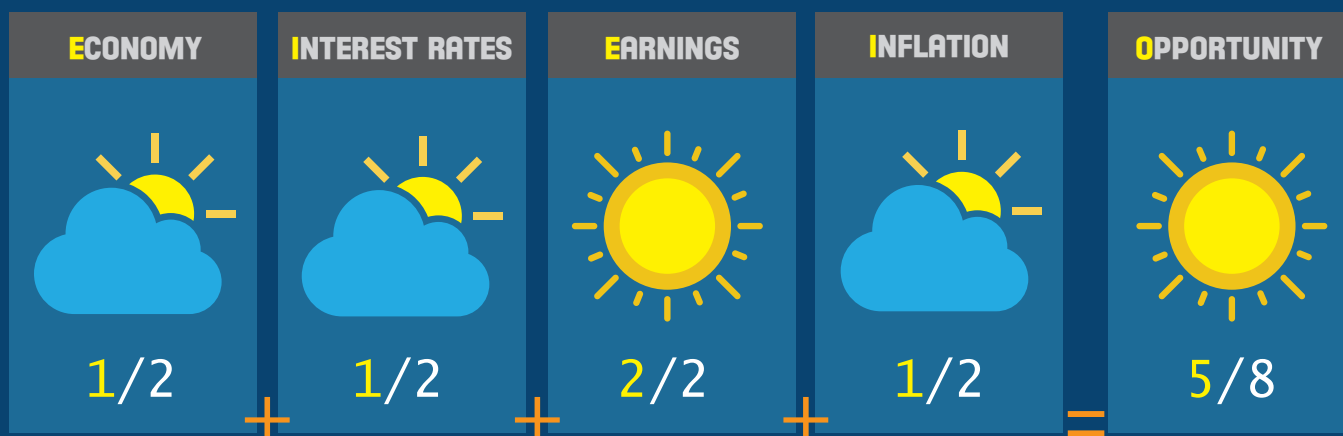 ECONOMY
INTEREST RATES
EARNINGS
INFLATION
OPPORTUNITY
1/2
+
1/2
+
2/2
+
1/2
=
5/8